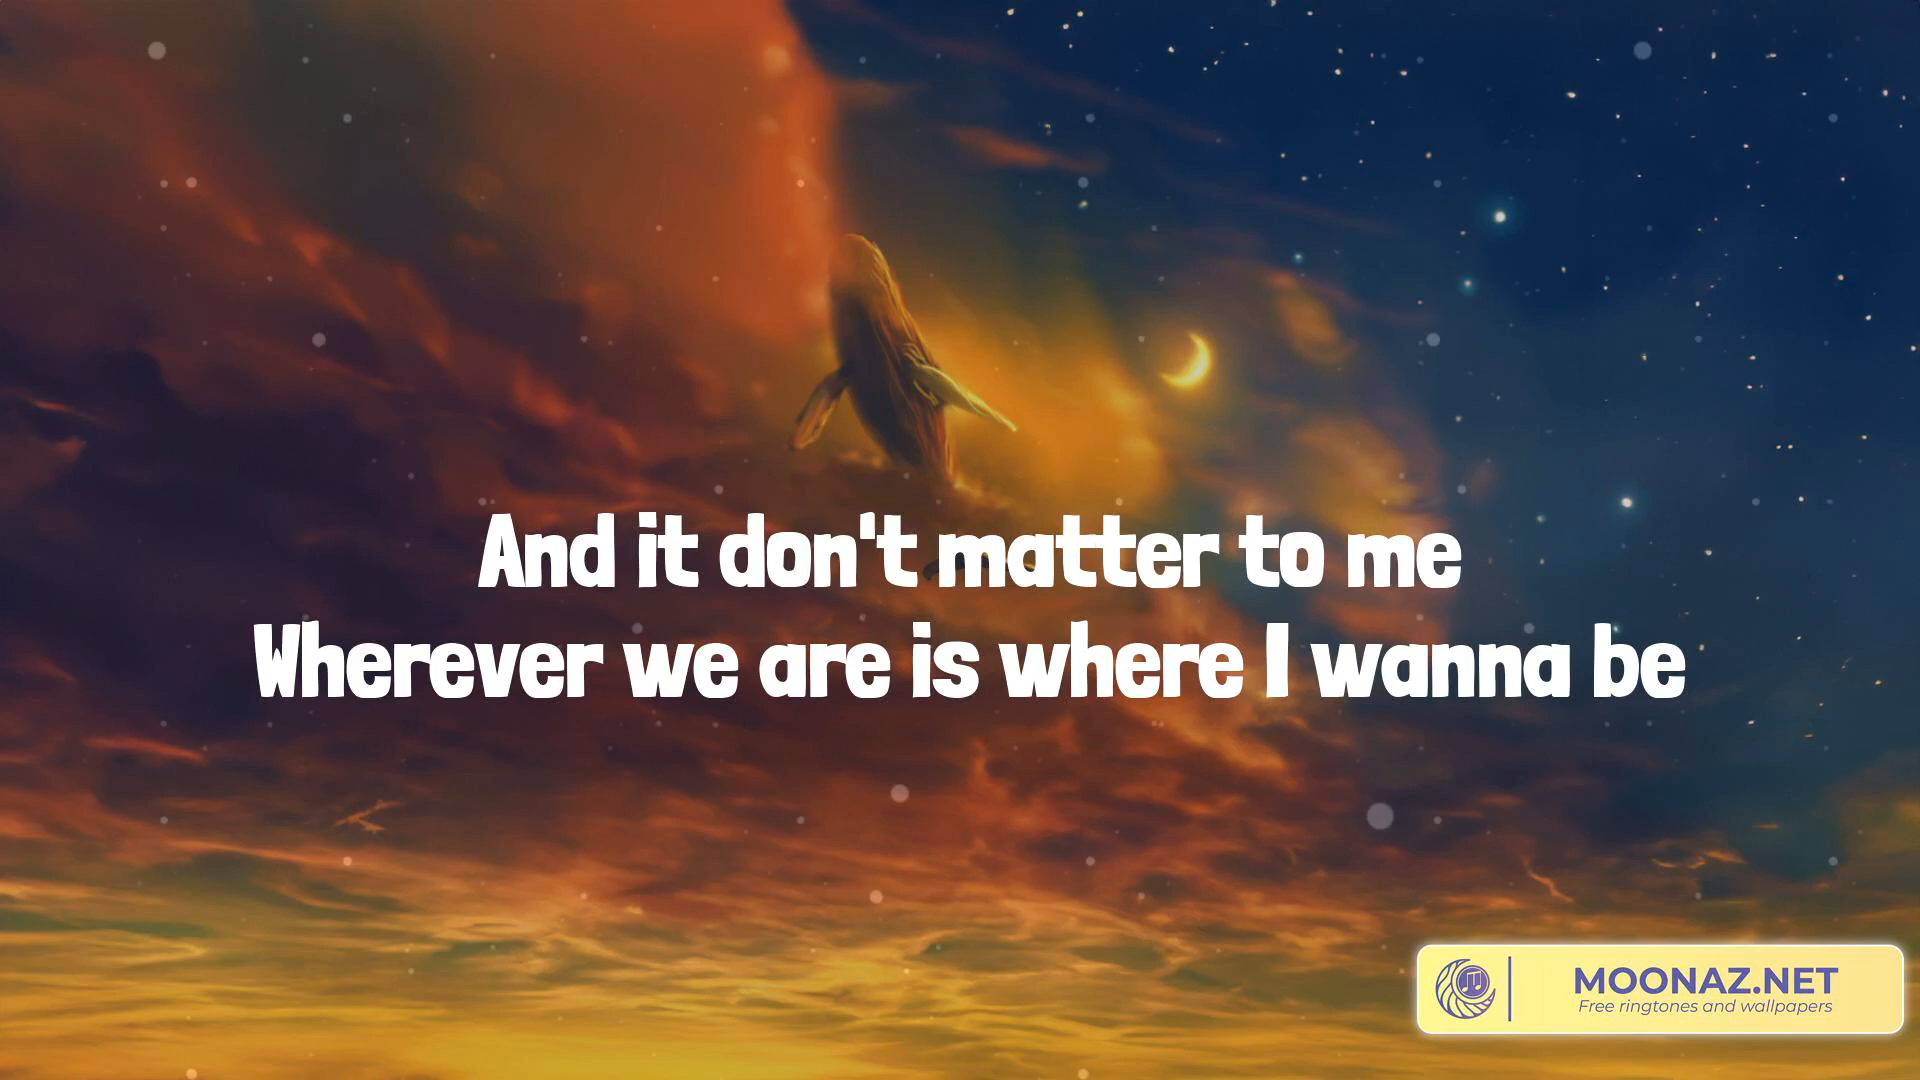 And it don't matter to me
Wherever we are is where I wanna be
MOONAZ.NET
Free ringtones and wallpapers